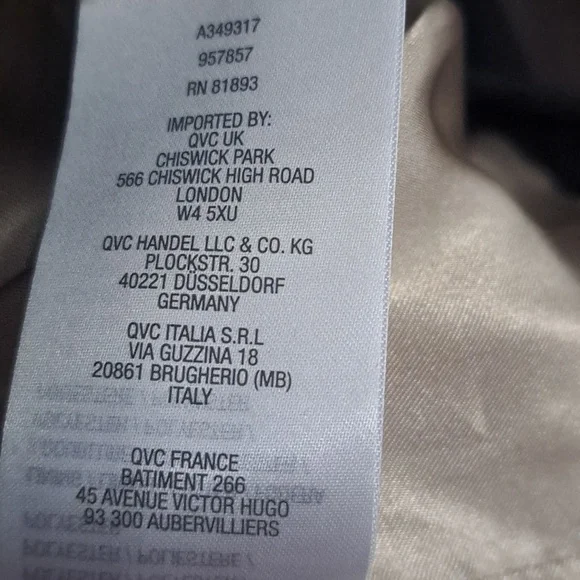 A349317
957857
RN 81893
IMPORTED BY:
QVC UK
CHISWICK PARK
566 CHISWICK HIGH ROAD
LONDON
W4 5XU
QVC HANDEL LLC & CO. KG
PLOCKSTR. 30
40221 DÜSSELDORF
GERMANY
QVC ITALIA S.R.L
VIA GUZZINA 18
20861 BRUGHERIO (MB)
ITALY
QVC FRANCE
BATIMENT 266
45 AVENUE VICTOR HUGO
93 300 AUBERVILLIERS
POLYESTER / POLIESTERE /